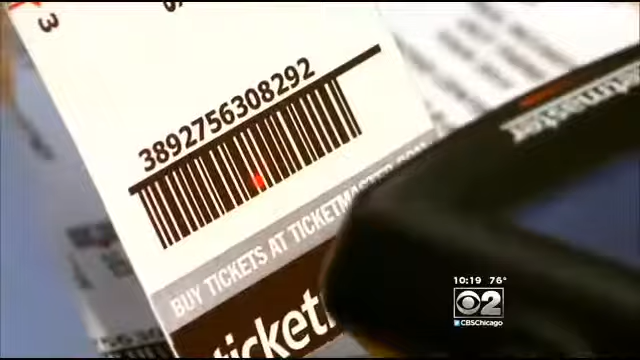 3892756308292
BUY TICKETS AT TICKETMASTER.COM
ticket
10:19 76°
2
CBSChicago